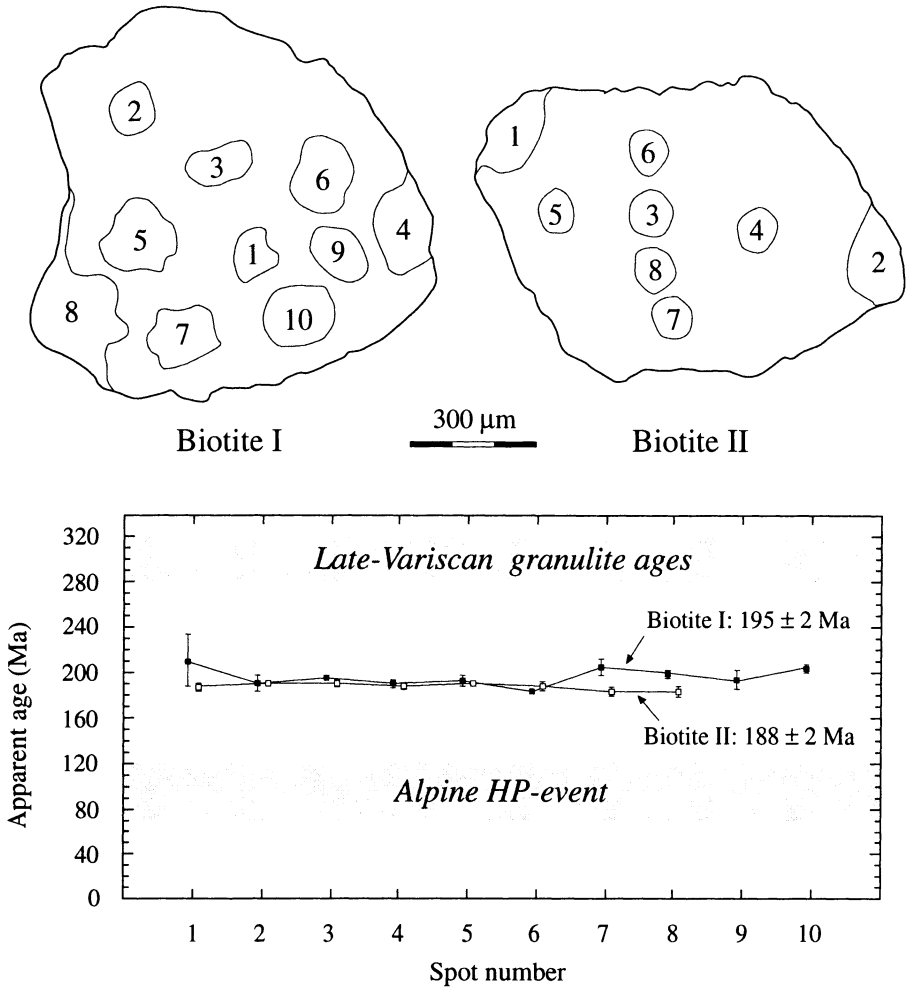 2
3
6
5
1
9
4
8
7
10
1
6
5
3
4
8
2
7
Biotite I
300 μm
Biotite II
Apparent age (Ma)
320
280
240
200
160
120
80
40
0
Late-Variscan granulite ages
Biotite I: 195 ± 2 Ma
Biotite II: 188 ± 2 Ma
Alpine HP-event
1 2 3 4 5 6 7 8 9 10
Spot number